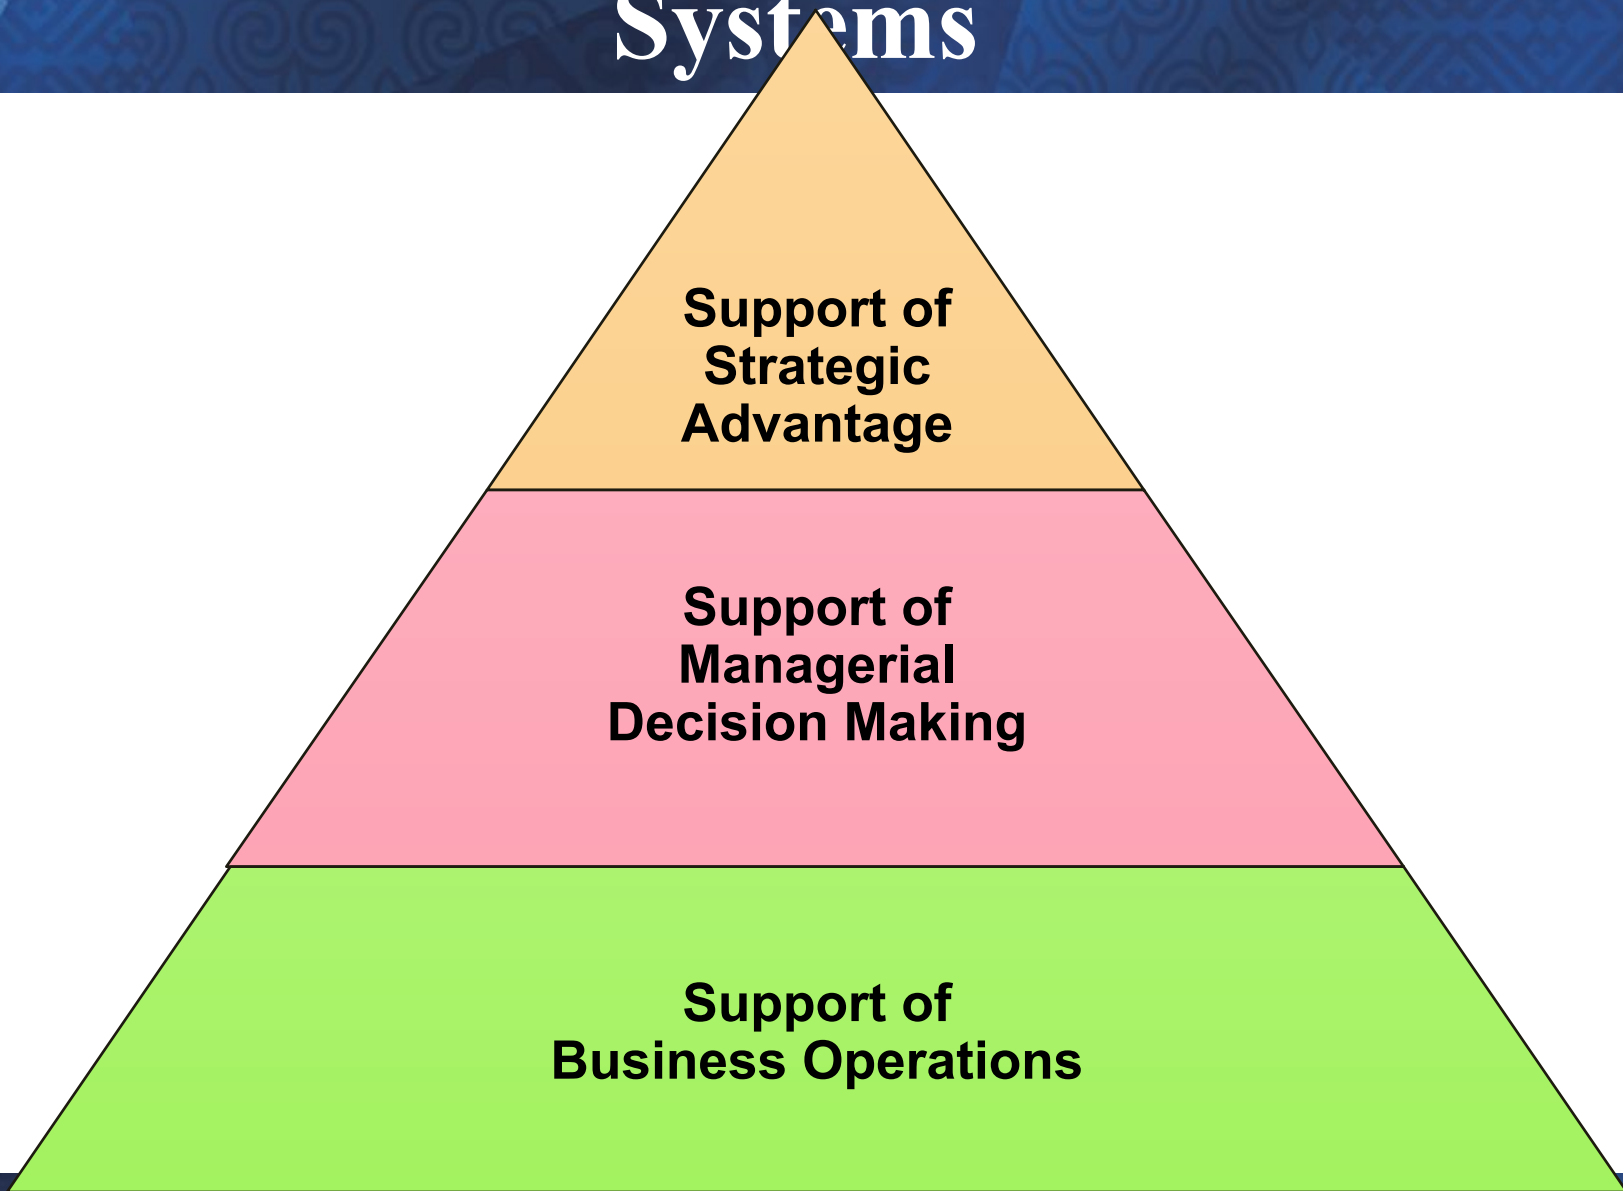 Systems
Support of
Strategic
Advantage
Support of
Managerial
Decision Making
Support of
Business Operations